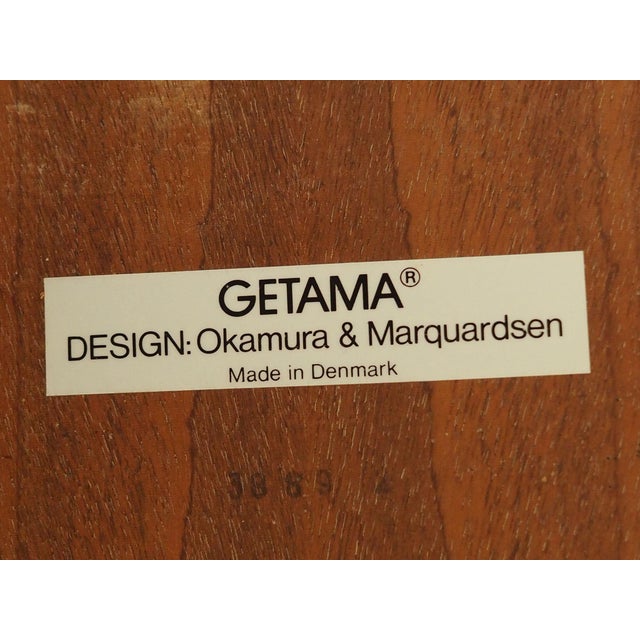 GETAMA®
DESIGN: Okamura & Marquardsen
Made in Denmark